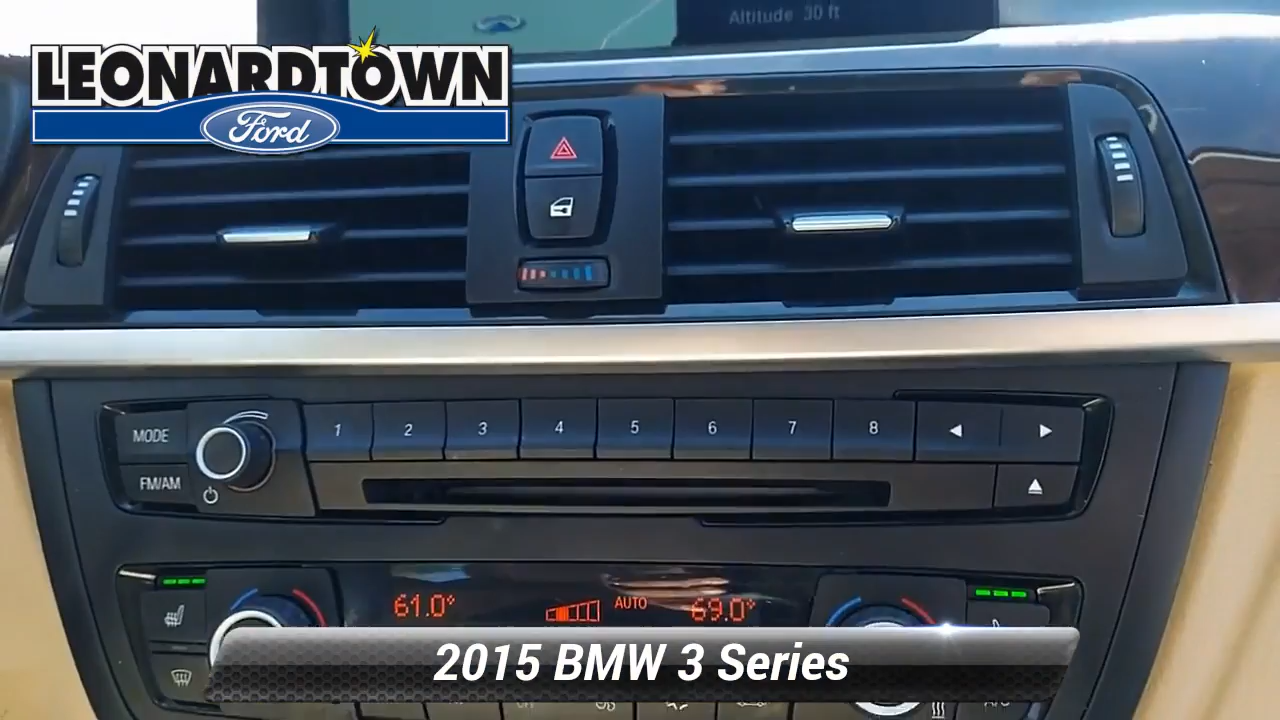 Altitude 30 ft
LEONARDTOWN
Ford
MODE
1 2 3 4 5 6 7 8
FM/AM
61.0° AUTO 69.0°
2015 BMW 3 Series
A/C